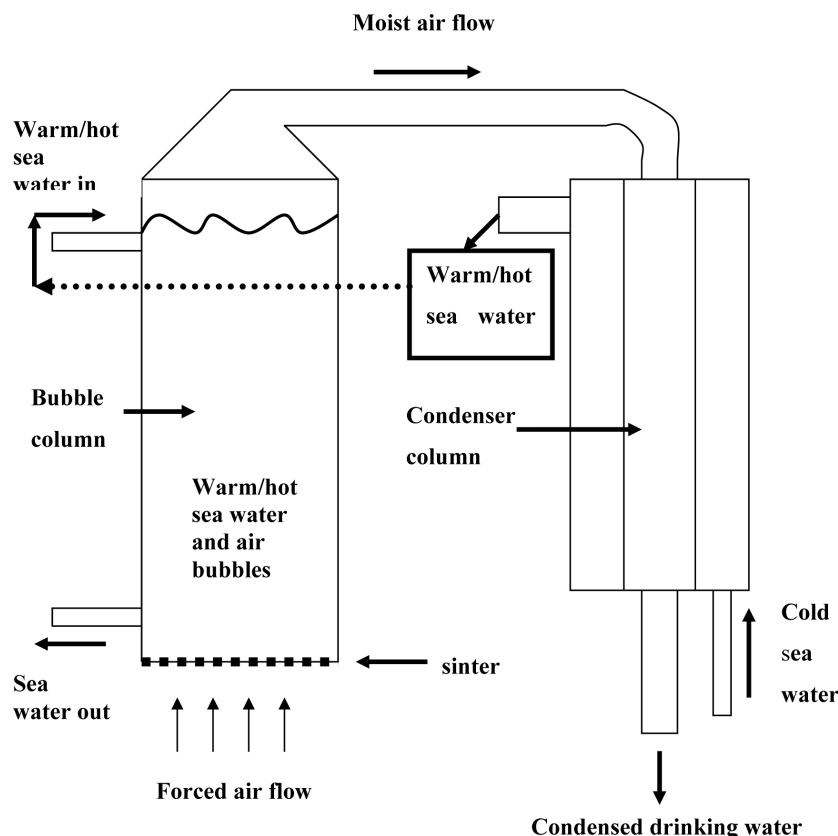 Moist air flow
Warm/hot
sea
water in
Warm/hot
sea water
Bubble
column
Condenser
column
Warm/hot
sea water
and air
bubbles
Cold
sea
water
sinter
Sea
water out
Forced air flow
Condensed drinking water